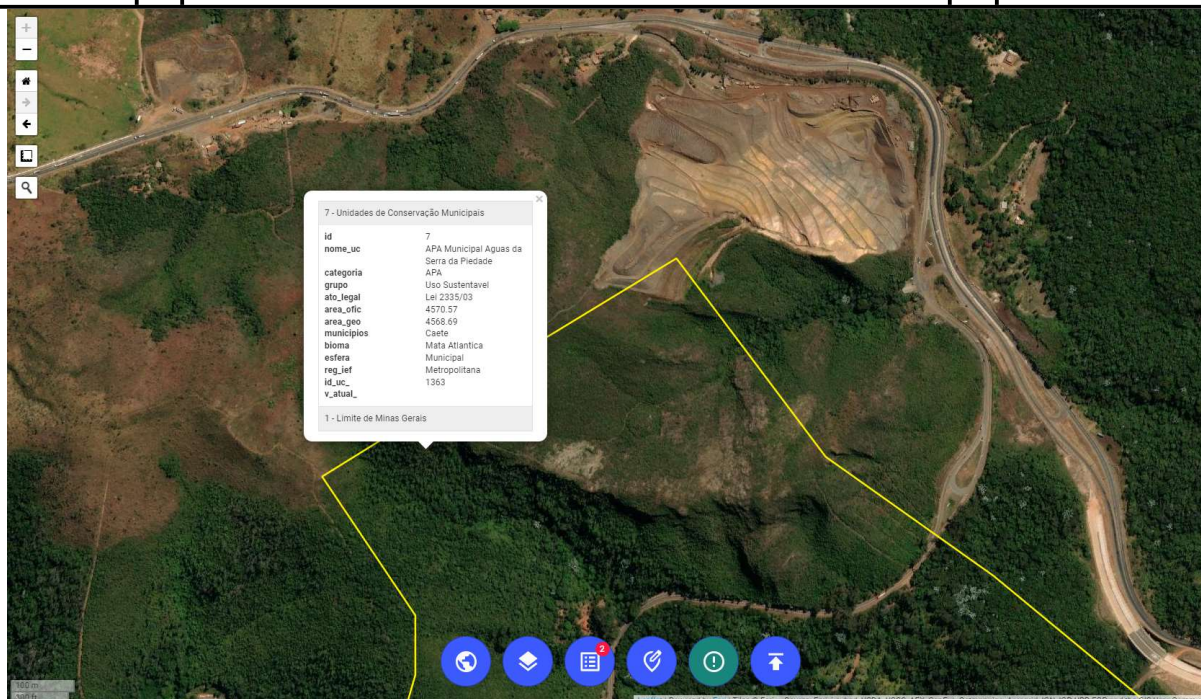 +
−
7 - Unidades de Conservação Municipais
×
id 7
nome_uc APA Municipal Aguas da
Serra da Piedade
categoria APA
grupo Uso Sustentavel
ato_legal Lei 2335/03
area_ofic 4570.57
area_geo 4568.69
municipios Caete
bioma Mata Atlantica
esfera Municipal
reg_ief Metropolitana
id_uc_ 1363
v_atual_
1 - Limite de Minas Gerais
2
100 m
300 ft